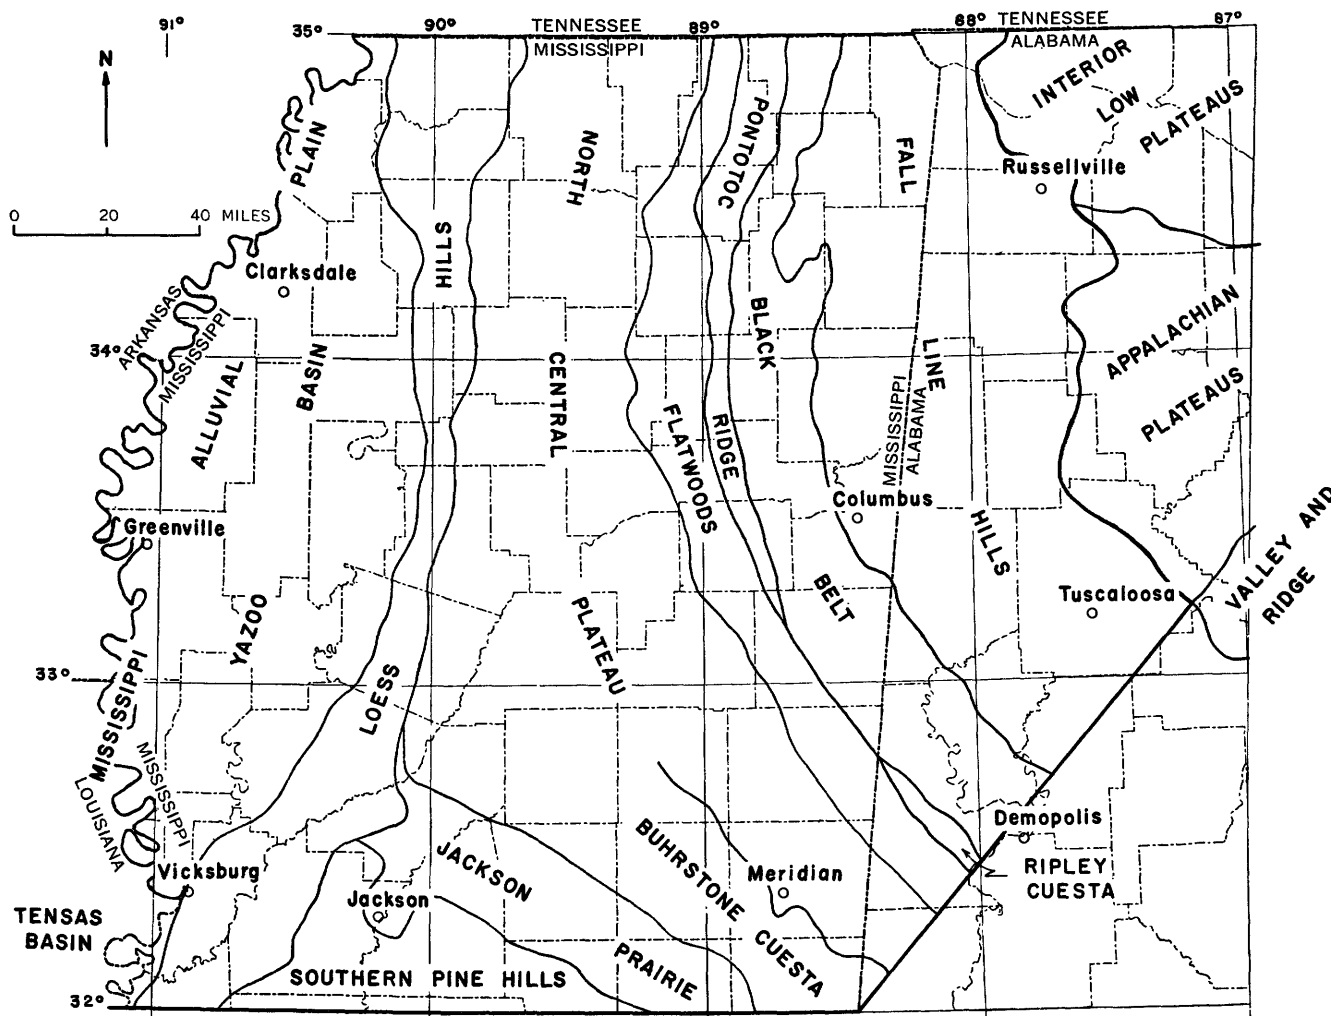 91°
35°
90°
TENNESSEE
MISSISSIPPI
89°
88°
TENNESSEE
ALABAMA
87°
N
INTERIOR
LOW
PLATEAUS
PLAIN
NORTH
PONTOTOC
FALL
Russellville
0 20 40 MILES
HILLS
Clarksdale
ARKANSAS
MISSISSIPPI
34°
ALLUVIAL
BASIN
CENTRAL
BLACK
LINE
APPALACHIAN
PLATEAUS
FLATWOODS
RIDGE
MISSISSIPPI
ALABAMA
Columbus
HILLS
Greenville
VALLEY AND
RIDGE
Tuscaloosa
YAZOO
PLATEAU
BELT
33°
LOESS
MISSISSIPPI
MISSISSIPPI
LOUISIANA
Vicksburg
Jackson
JACKSON
PRAIRIE
BUHRSTONE
CUESTA
Meridian
Demopolis
RIPLEY
CUESTA
TENSAS
BASIN
SOUTHERN PINE HILLS
32°